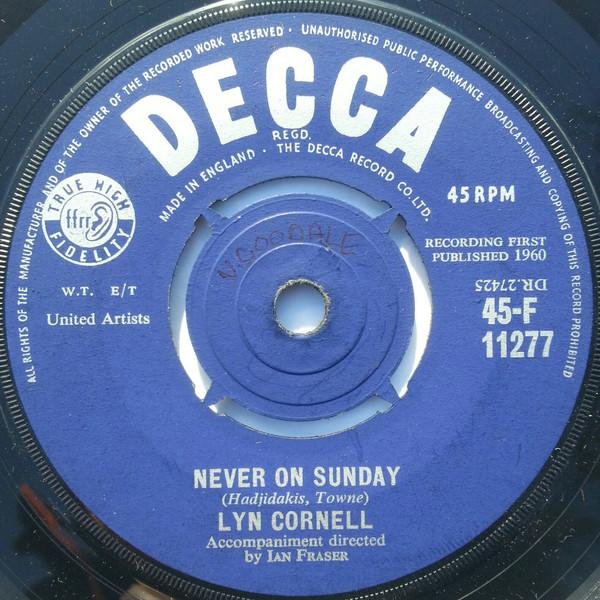 ALL RIGHTS OF THE MANUFACTURER AND OF THE OWNER OF THE RECORDED WORK RESERVED · UNAUTHORISED PUBLIC PERFORMANCE BROADCASTING AND COPYING OF THIS RECORD PROHIBITED
DECCA
REGD.
MADE IN ENGLAND · THE DECCA RECORD CO. LTD.
TRUE HIGH
ffrr
FIDELITY
45 RPM
N.GOODALE
RECORDING FIRST
PUBLISHED 1960
W.T. E/T
United Artists
DR.27425
45-F
11277
NEVER ON SUNDAY
(Hadjidakis, Towne)
LYN CORNELL
Accompaniment directed
by IAN FRASER